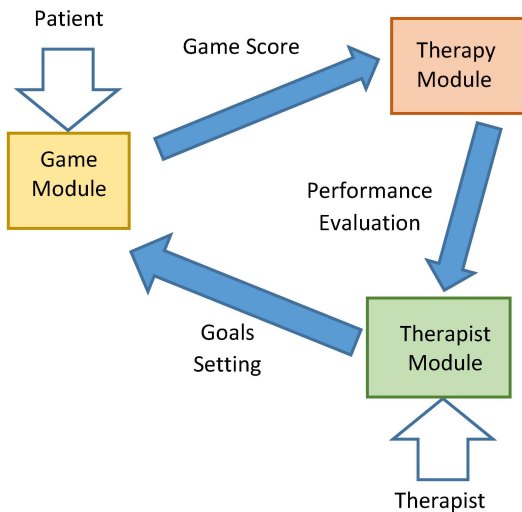 Patient
Game Score
Therapy
Module
Game
Module
Performance
Evaluation
Goals
Setting
Therapist
Module
Therapist